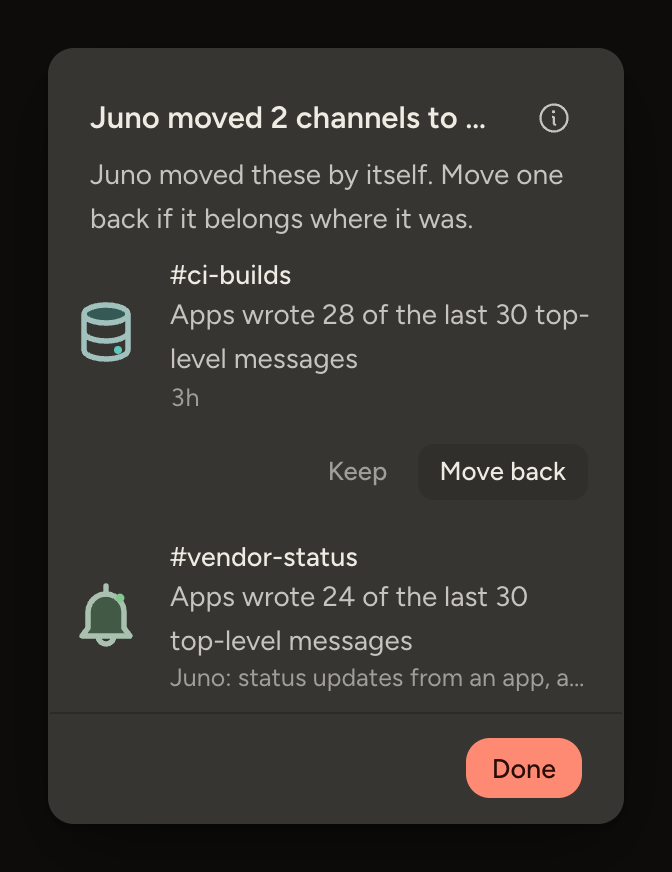 Juno moved 2 channels to ...
Juno moved these by itself. Move one
back if it belongs where it was.
#ci-builds
Apps wrote 28 of the last 30 top-
level messages
3h
Keep
Move back
#vendor-status
Apps wrote 24 of the last 30
top-level messages
Juno: status updates from an app, a...
Done